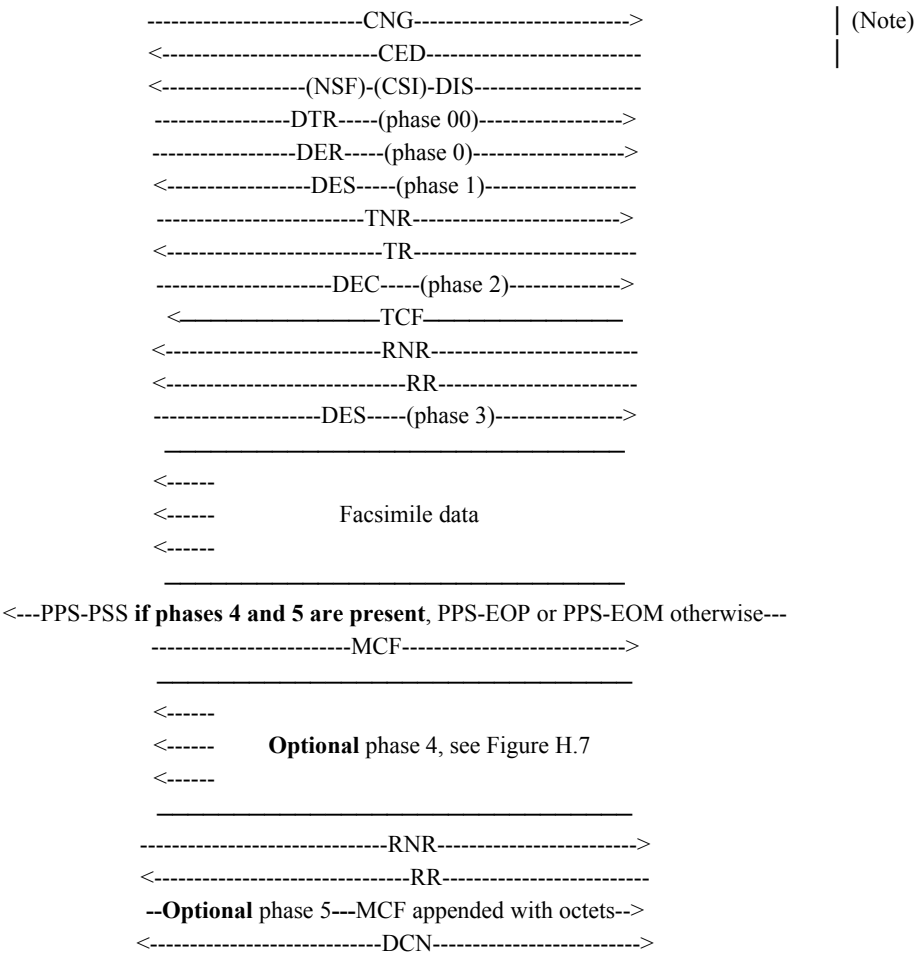 ---------------------------CNG---------------------------> | (Note)
<---------------------------CED--------------------------- |
<------------------(NSF)-(CSI)-DIS---------------------
-----------------DTR-----(phase 00)------------------>
------------------DER-----(phase 0)------------------->
<------------------DES-----(phase 1)-------------------
--------------------------TNR-------------------------->
<---------------------------TR----------------------------
----------------------DEC-----(phase 2)-------------->
<————————TCF————————
<---------------------------RNR--------------------------
<------------------------------RR-------------------------
---------------------DES-----(phase 3)---------------->
<------
<------ Facsimile data
<------
<---PPS-PSS if phases 4 and 5 are present, PPS-EOP or PPS-EOM otherwise---
-------------------------MCF---------------------------->
<------
<------ Optional phase 4, see Figure H.7
<------
-------------------------------RNR------------------------->
<--------------------------------RR--------------------------
--Optional phase 5---MCF appended with octets-->
<-----------------------------DCN-------------------------->